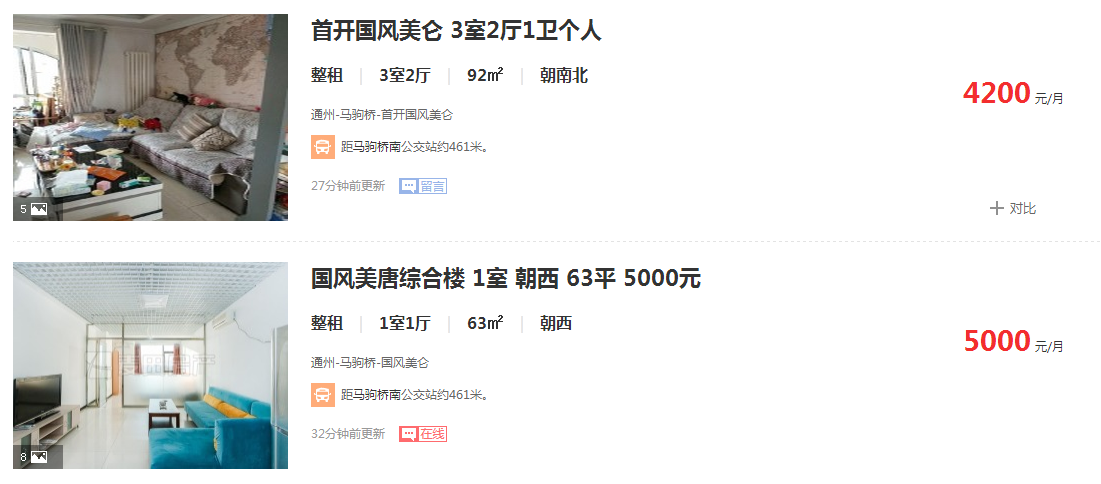 首开国风美仑 3室2厅1卫个人
整租 | 3室2厅 | 92㎡ | 朝南北
4200 元/月
通州-马驹桥-首开国风美仑
距马驹桥南公交站约461米。
27分钟前更新 留言
5
对比
国风美唐综合楼 1室 朝西 63平 5000元
整租 | 1室1厅 | 63㎡ | 朝西
5000 元/月
通州-马驹桥-国风美仑
距马驹桥南公交站约461米。
32分钟前更新 在线
8